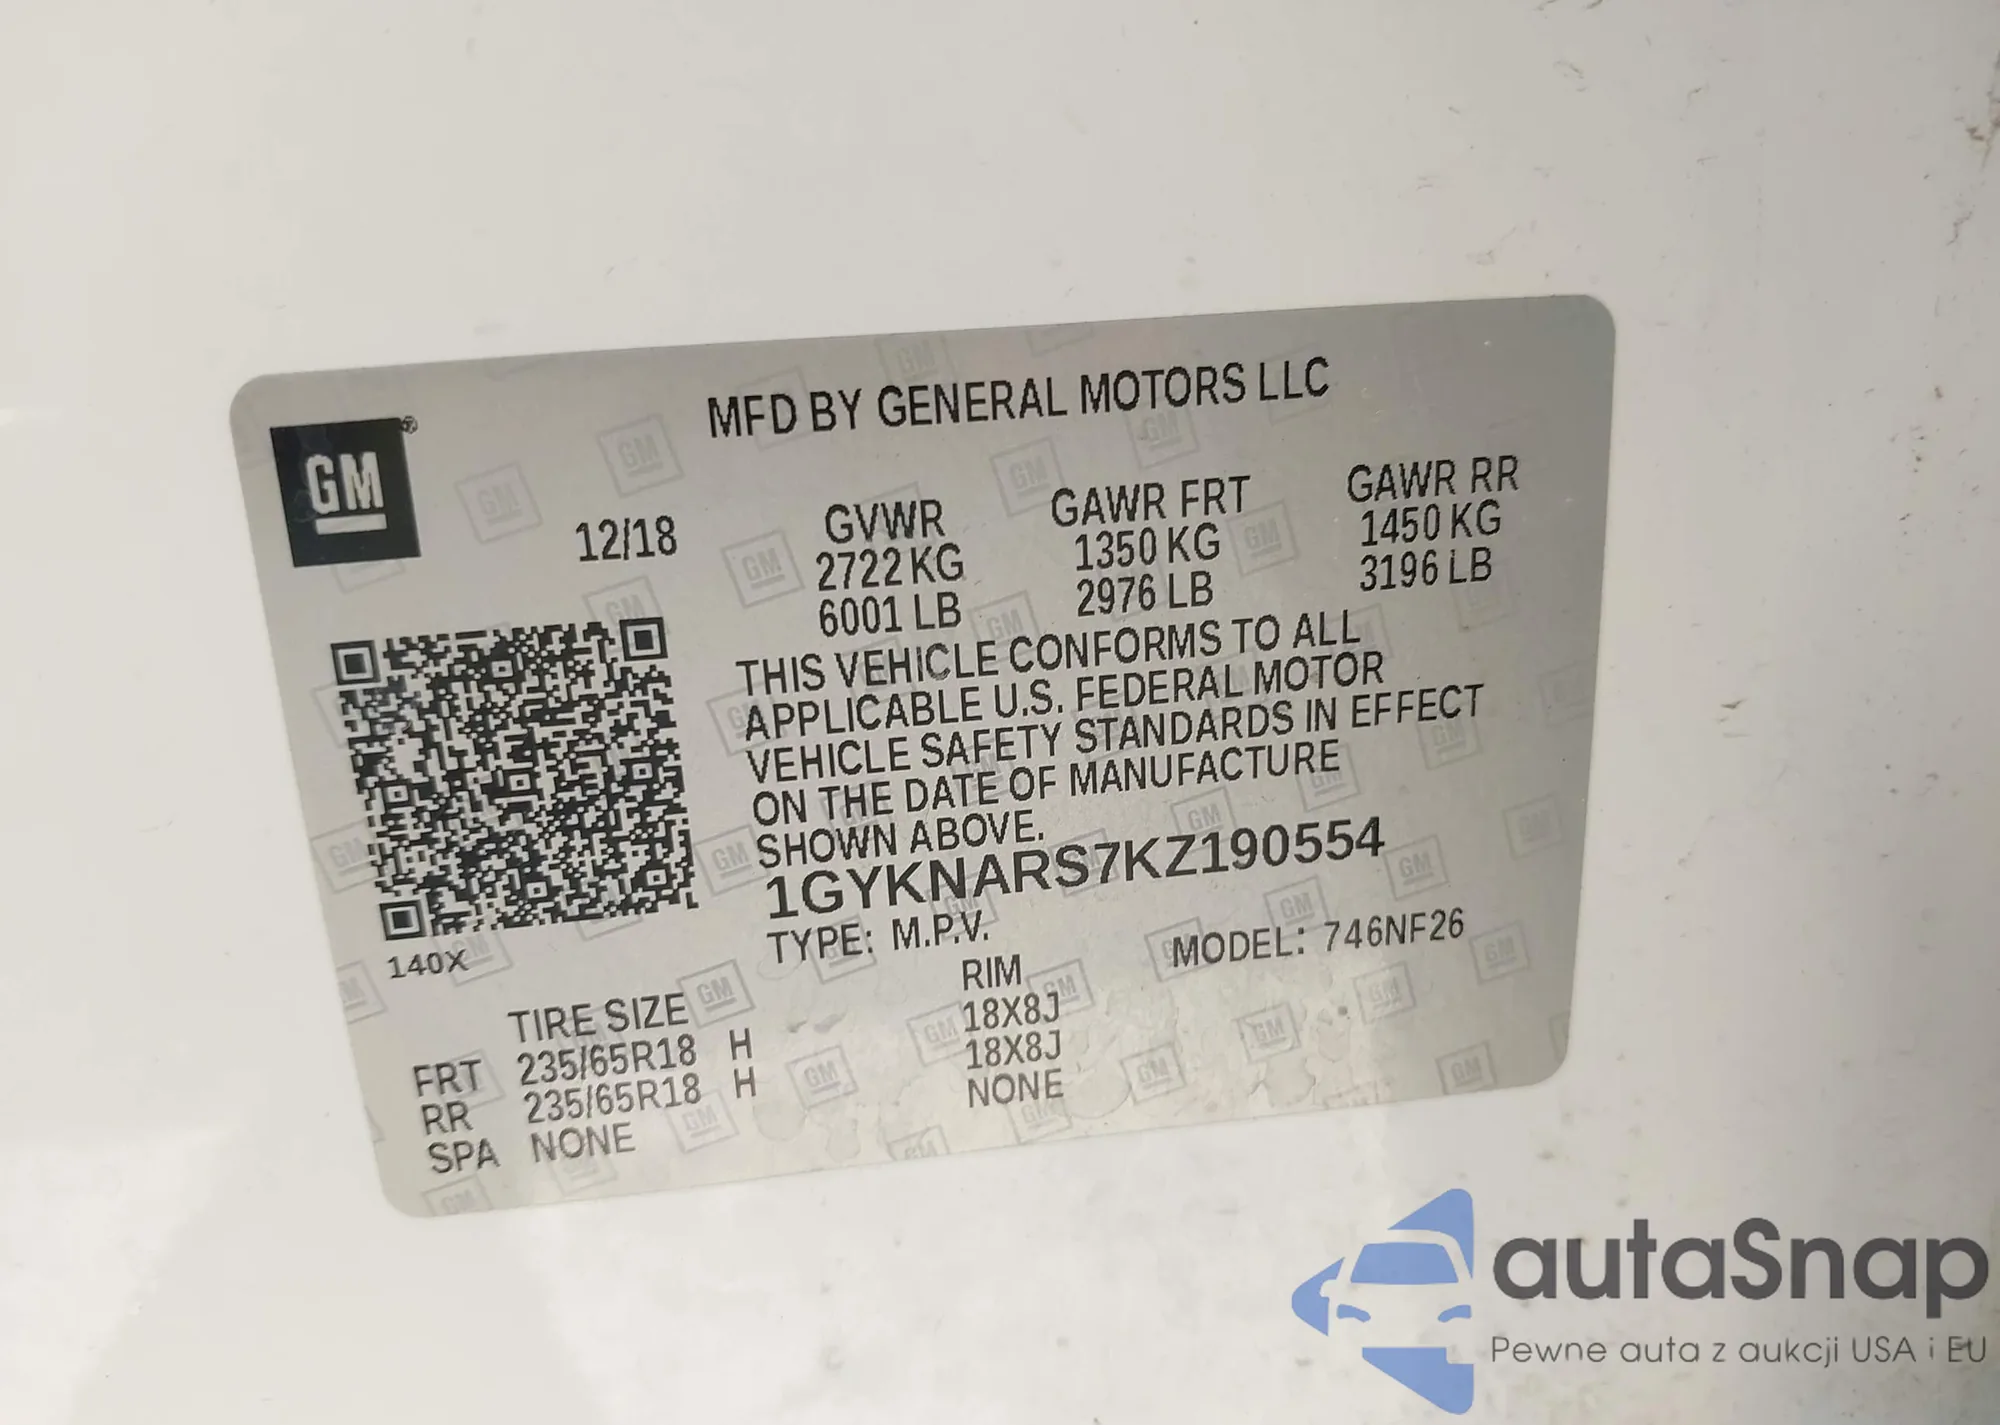 MFD BY GENERAL MOTORS LLC
GM®
12/18
GVWR GAWR FRT GAWR RR
2722KG 1350 KG 1450 KG
6001 LB 2976 LB 3196 LB
THIS VEHICLE CONFORMS TO ALL
APPLICABLE U.S. FEDERAL MOTOR
VEHICLE SAFETY STANDARDS IN EFFECT
ON THE DATE OF MANUFACTURE
SHOWN ABOVE.
1GYKNARS7KZ190554
TYPE: M.P.V. MODEL: 746NF26
140X
TIRE SIZE RIM
FRT 235/65R18 H 18X8J
RR 235/65R18 H 18X8J
SPA NONE NONE
autaSnap
Pewne auta z aukcji USA i EU